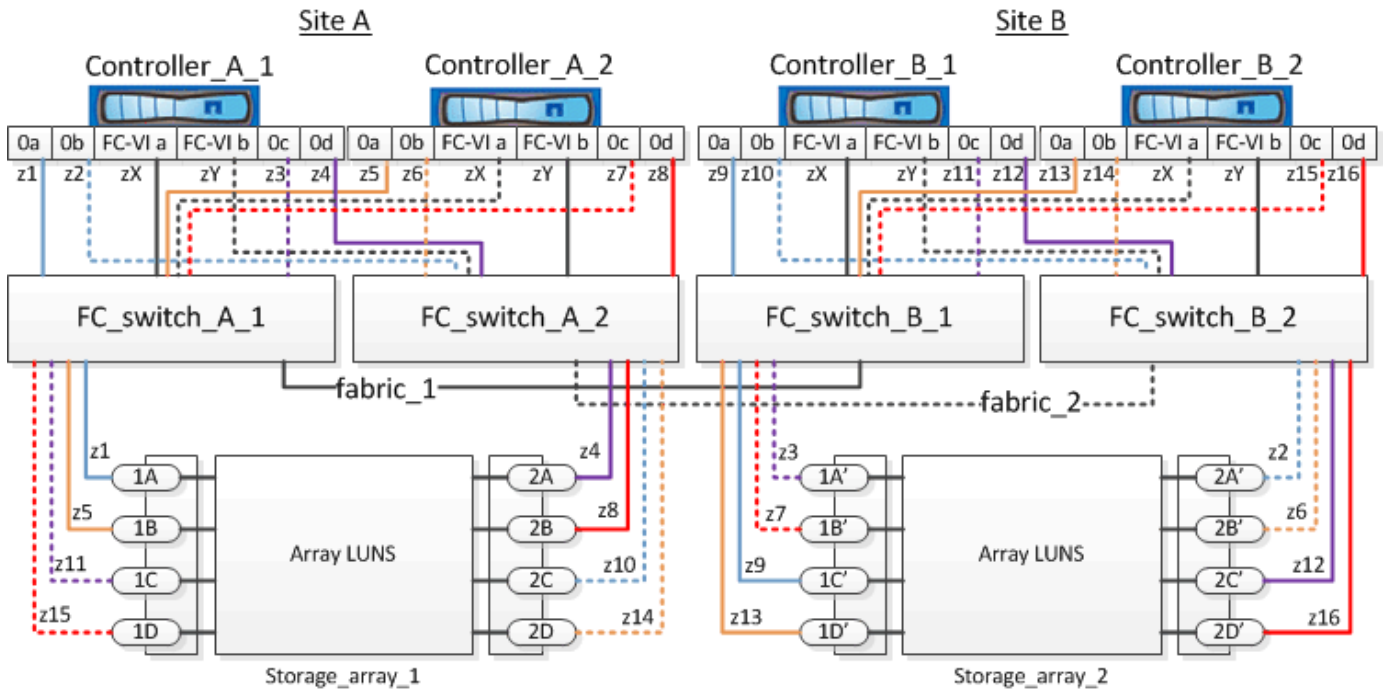 Site A Site B
Controller_A_1 Controller_A_2 Controller_B_1 Controller_B_2
0a 0b FC-VI a FC-VI b 0c 0d 0a 0b FC-VI a FC-VI b 0c 0d 0a 0b FC-VI a FC-VI b 0c 0d 0a 0b FC-VI a FC-VI b 0c 0d
z1 z2 zX zY z3 z4 z5 z6 zX zY z7 z8 z9 z10 zX zY z11 z12 z13 z14 zX zY z15 z16
FC_switch_A_1 FC_switch_A_2 FC_switch_B_1 FC_switch_B_2
fabric_1 fabric_2
z1 z4 z3 z2
1A 2A 1A' 2A'
z5 z8 z7 z6
1B 2B 1B' 2B'
Array LUNS Array LUNS
z11 z10 z9 z12
1C 2C 1C' 2C'
z15 z14 z13 z16
1D 2D 1D' 2D'
Storage_array_1 Storage_array_2